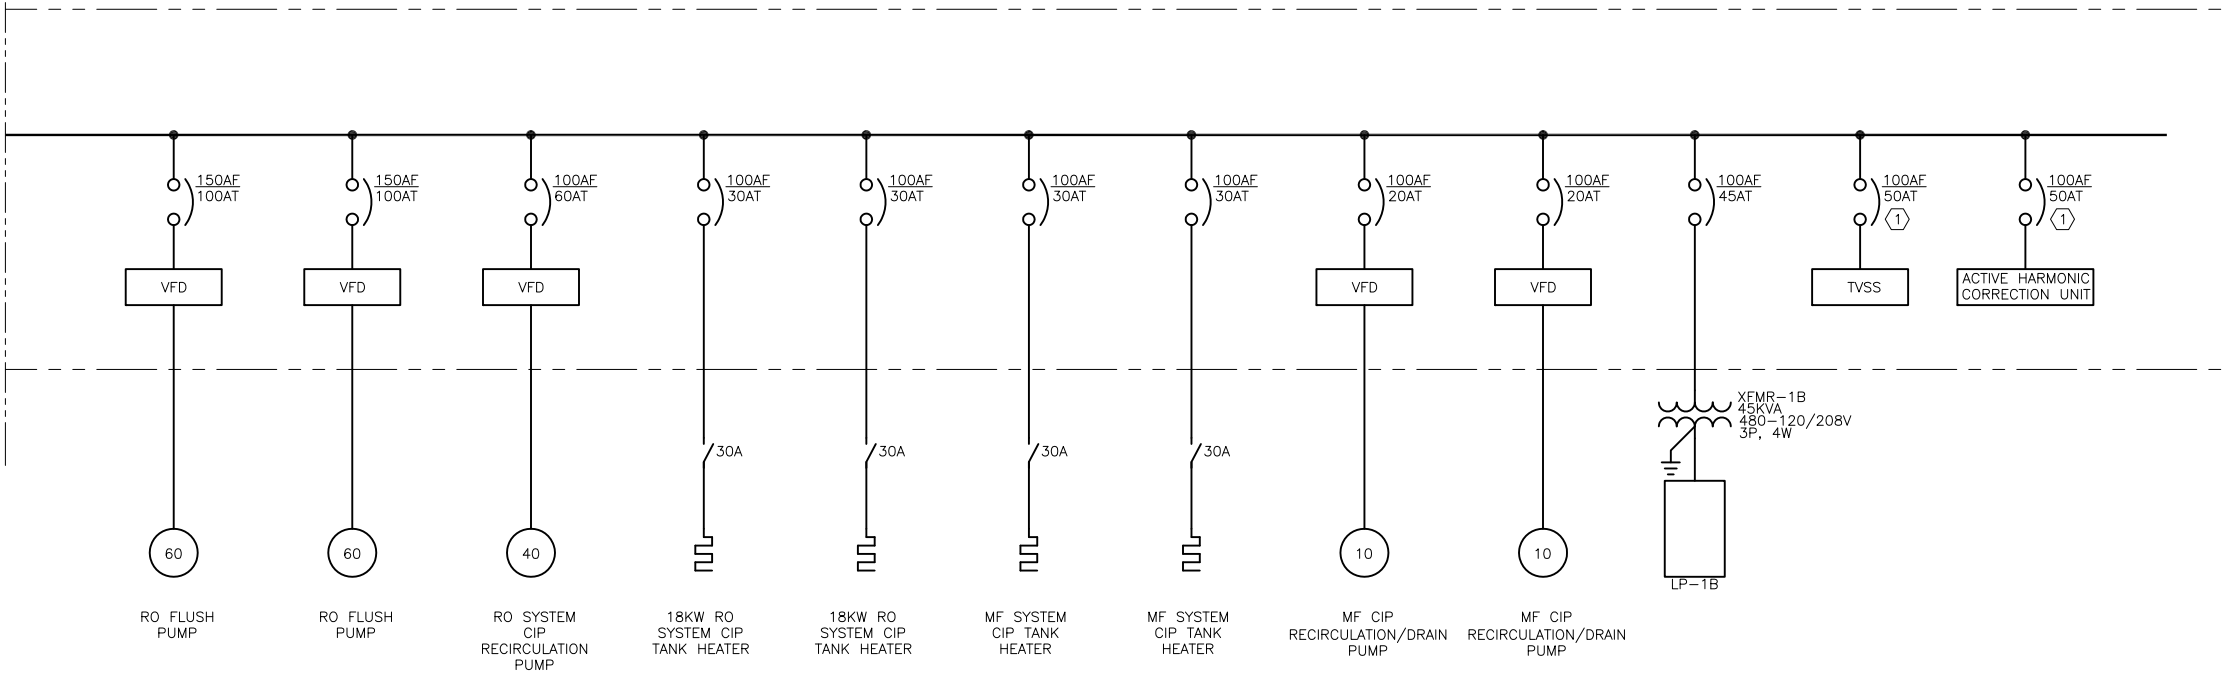 150AF
100AT
150AF
100AT
100AF
60AT
100AF
30AT
100AF
30AT
100AF
30AT
100AF
30AT
100AF
20AT
100AF
20AT
100AF
45AT
100AF
50AT
1
100AF
50AT
1
VFD
VFD
VFD
VFD
VFD
TVSS
ACTIVE HARMONIC
CORRECTION UNIT
XFMR-1B
45KVA
480-120/208V
3P, 4W
30A
30A
30A
30A
60
60
40
10
10
LP-1B
RO FLUSH
PUMP
RO FLUSH
PUMP
RO SYSTEM
CIP
RECIRCULATION
PUMP
18KW RO
SYSTEM CIP
TANK HEATER
18KW RO
SYSTEM CIP
TANK HEATER
MF SYSTEM
CIP TANK
HEATER
MF SYSTEM
CIP TANK
HEATER
MF CIP
RECIRCULATION/DRAIN
PUMP
MF CIP
RECIRCULATION/DRAIN
PUMP